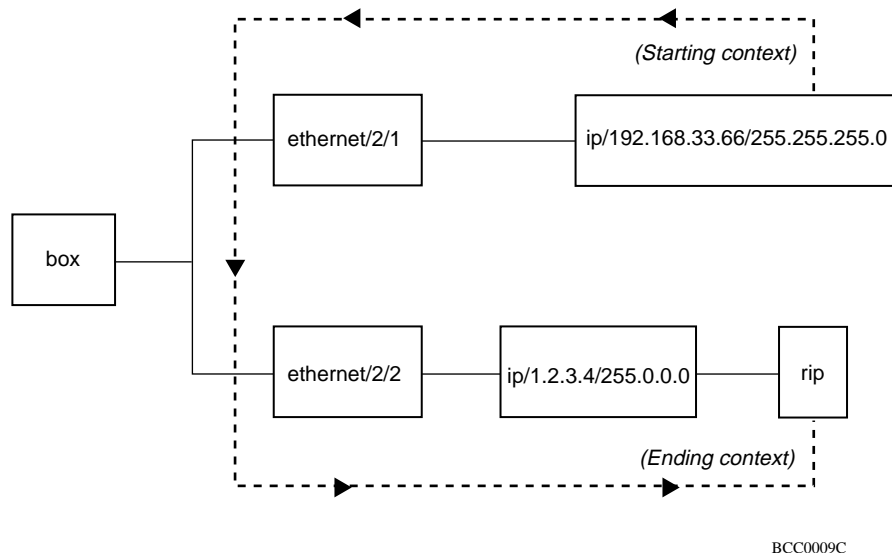 (Starting context)
ethernet/2/1
ip/192.168.33.66/255.255.255.0
box
ethernet/2/2
ip/1.2.3.4/255.0.0.0
rip
(Ending context)
BCC0009C